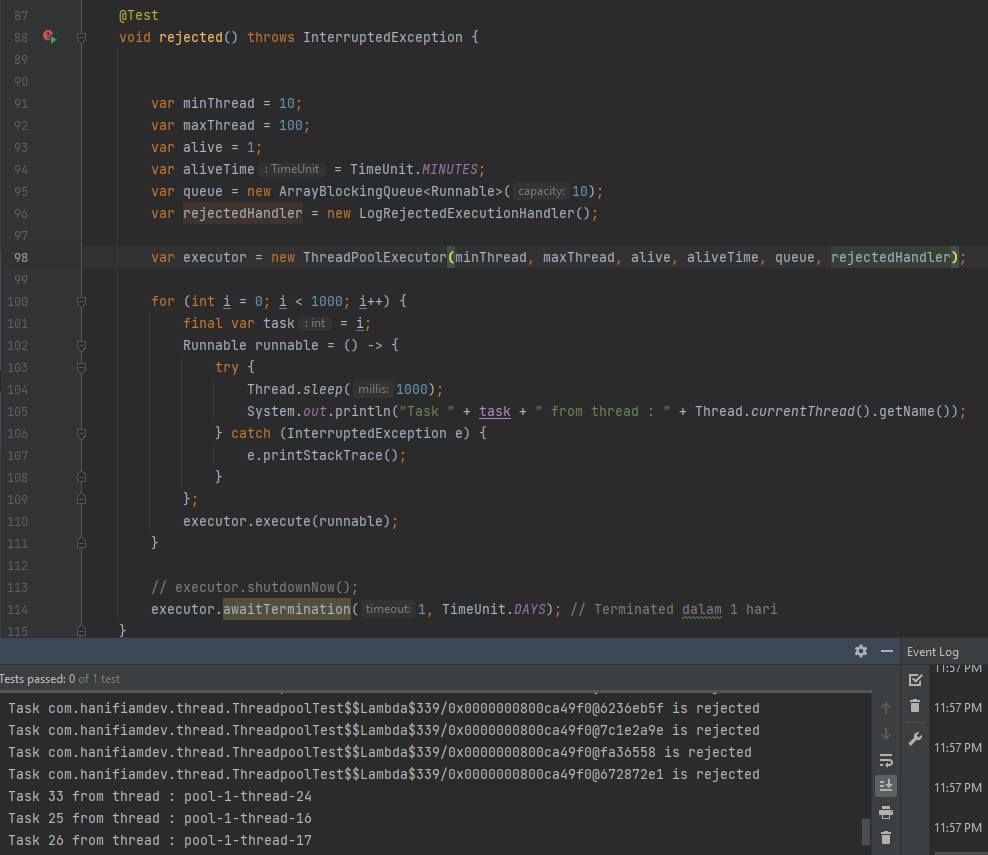 87 @Test
88 void rejected() throws InterruptedException {
89
90
91 var minThread = 10;
92 var maxThread = 100;
93 var alive = 1;
94 var aliveTime : TimeUnit = TimeUnit.MINUTES;
95 var queue = new ArrayBlockingQueue<Runnable>( capacity: 10);
96 var rejectedHandler = new LogRejectedExecutionHandler();
97
98 var executor = new ThreadPoolExecutor(minThread, maxThread, alive, aliveTime, queue, rejectedHandler);
99
100 for (int i = 0; i < 1000; i++) {
101 final var task : int = i;
102 Runnable runnable = () -> {
103 try {
104 Thread.sleep( millis: 1000);
105 System.out.println("Task " + task + " from thread : " + Thread.currentThread().getName());
106 } catch (InterruptedException e) {
107 e.printStackTrace();
108 }
109 };
110 executor.execute(runnable);
111 }
112
113 // executor.shutdownNow();
114 executor.awaitTermination( timeout: 1, TimeUnit.DAYS); // Terminated dalam 1 hari
115 }
Event Log
Tests passed: 0 of 1 test
Task com.hanifiamdev.thread.ThreadpoolTest$$Lambda$339/0x0000000800ca49f0@6236eb5f is rejected
Task com.hanifiamdev.thread.ThreadpoolTest$$Lambda$339/0x0000000800ca49f0@7c1e2a9e is rejected
Task com.hanifiamdev.thread.ThreadpoolTest$$Lambda$339/0x0000000800ca49f0@fa36558 is rejected
Task com.hanifiamdev.thread.ThreadpoolTest$$Lambda$339/0x0000000800ca49f0@672872e1 is rejected
Task 33 from thread : pool-1-thread-24
Task 25 from thread : pool-1-thread-16
Task 26 from thread : pool-1-thread-17
11:57 PM
11:57 PM
11:57 PM
11:57 PM
11:57 PM